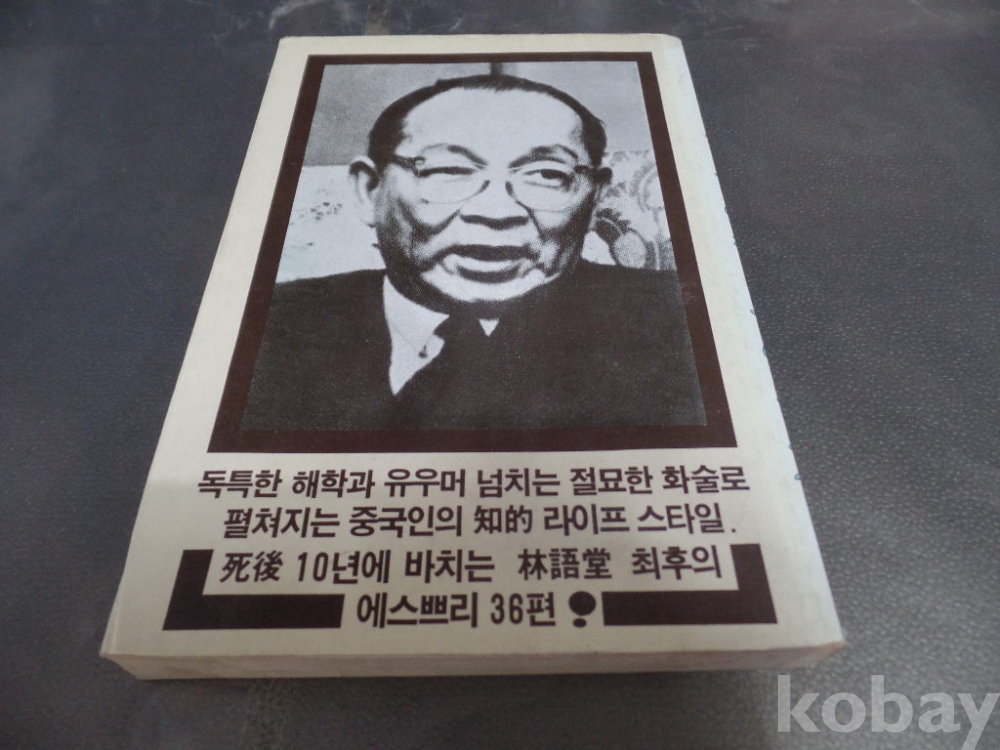 독특한 해학과 유우머 넘치는 절묘한 화술로
펼쳐지는 중국인의 知的 라이프 스타일.
死後 10년에 바치는 林語堂 최후의
에스쁘리 36편!
kobay